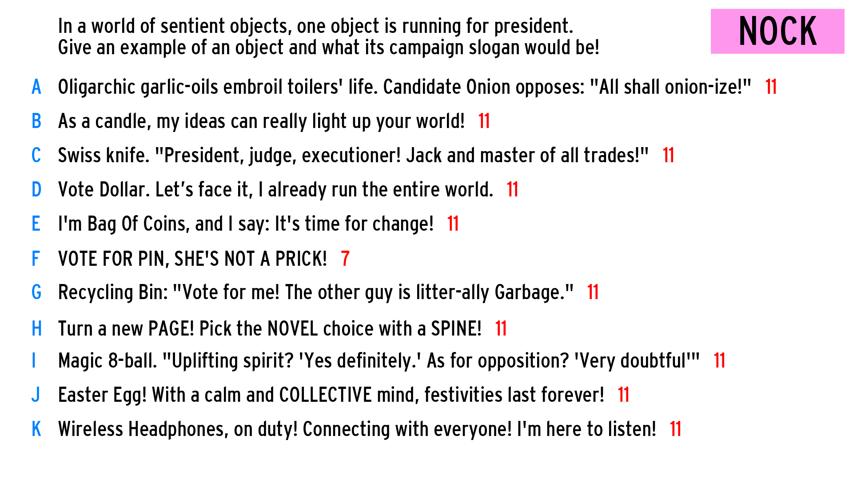 In a world of sentient objects, one object is running for president.
Give an example of an object and what its campaign slogan would be!
NOCK
A Oligarchic garlic-oils embroil toilers' life. Candidate Onion opposes: "All shall onion-ize!" 11
B As a candle, my ideas can really light up your world! 11
C Swiss knife. "President, judge, executioner! Jack and master of all trades!" 11
D Vote Dollar. Let’s face it, I already run the entire world. 11
E I'm Bag Of Coins, and I say: It's time for change! 11
F VOTE FOR PIN, SHE'S NOT A PRICK! 7
G Recycling Bin: "Vote for me! The other guy is litter-ally Garbage." 11
H Turn a new PAGE! Pick the NOVEL choice with a SPINE! 11
I Magic 8-ball. "Uplifting spirit? 'Yes definitely.' As for opposition? 'Very doubtful'" 11
J Easter Egg! With a calm and COLLECTIVE mind, festivities last forever! 11
K Wireless Headphones, on duty! Connecting with everyone! I'm here to listen! 11